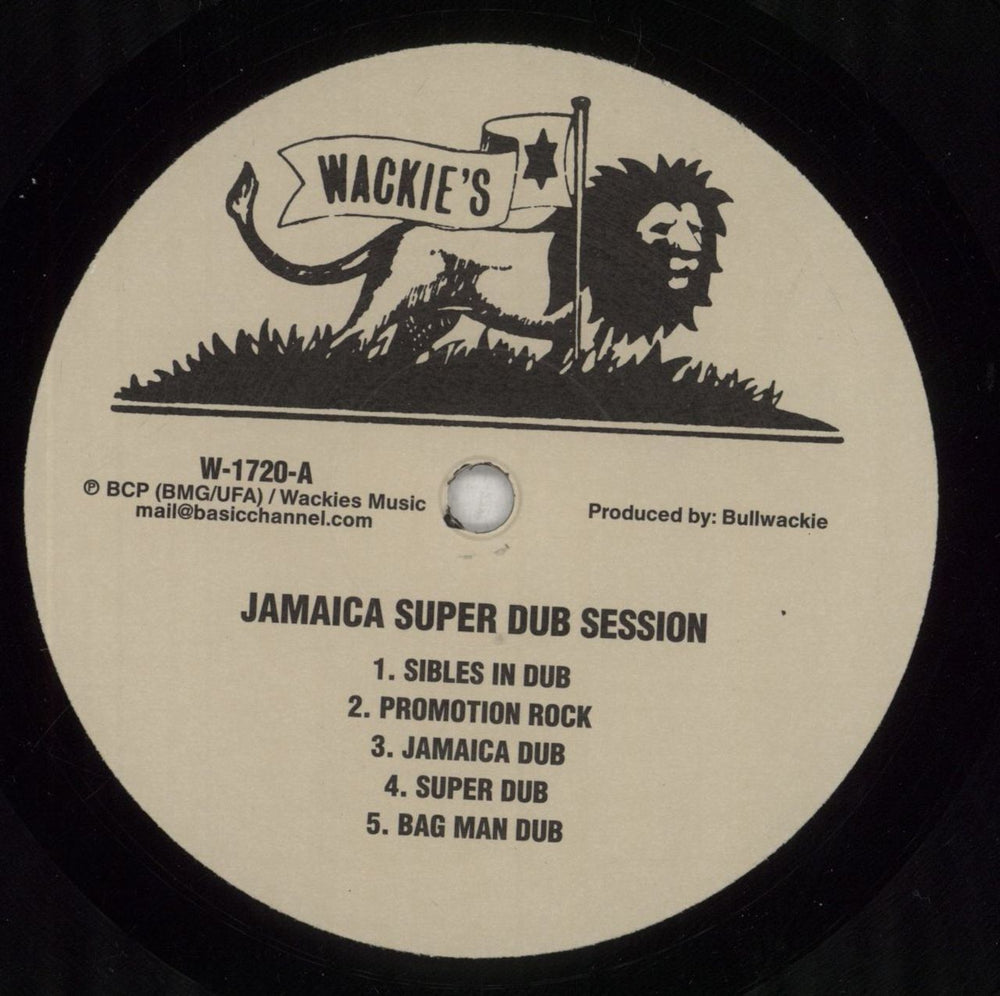 WACKIE'S
W-1720-A
℗ BCP (BMG/UFA) / Wackies Music
mail@basicchannel.com
Produced by: Bullwackie
JAMAICA SUPER DUB SESSION
1. SIBLES IN DUB
2. PROMOTION ROCK
3. JAMAICA DUB
4. SUPER DUB
5. BAG MAN DUB